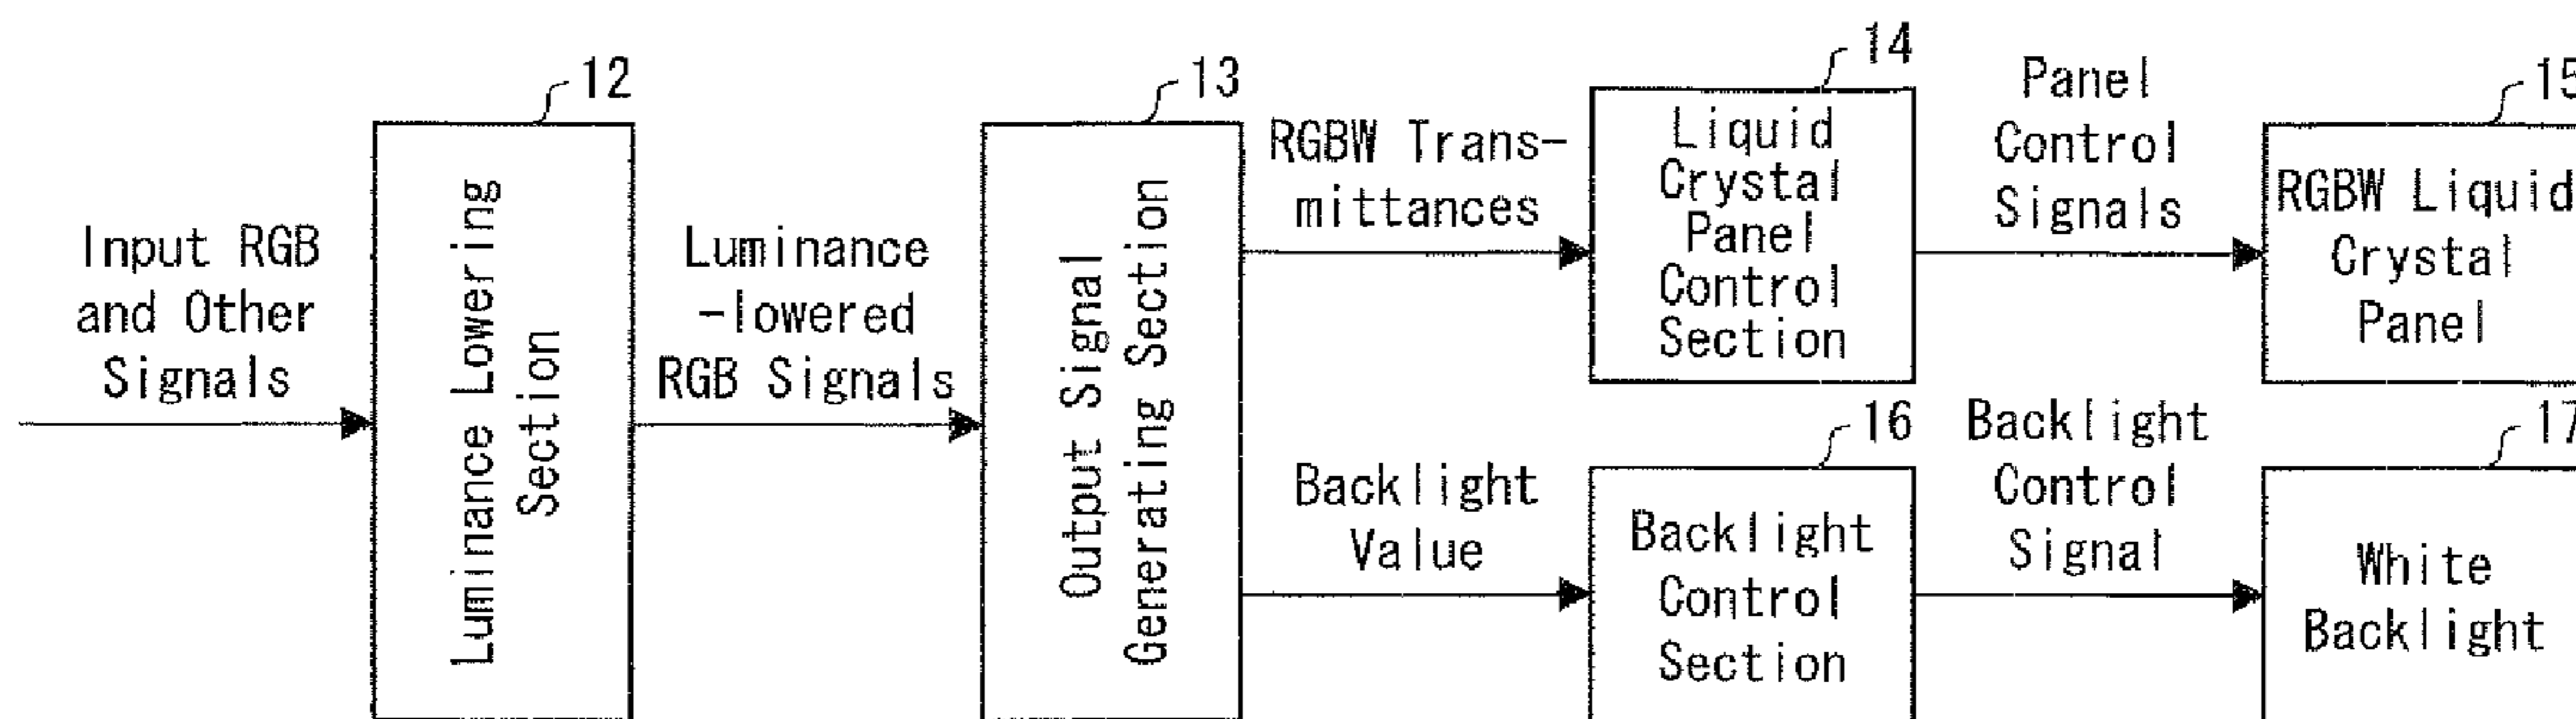 Input RGB
and Other
Signals
12
Luminance Lowering
Section
Luminance
-lowered
RGB Signals
13
Output Signal
Generating Section
RGBW Trans-
mittances
14
Liquid
Crystal
Panel
Control
Section
Panel
Control
Signals
15
RGBW Liquid
Crystal
Panel
Backlight
Value
16
Backlight
Control
Section
Backlight
Control
Signal
17
White
Backlight